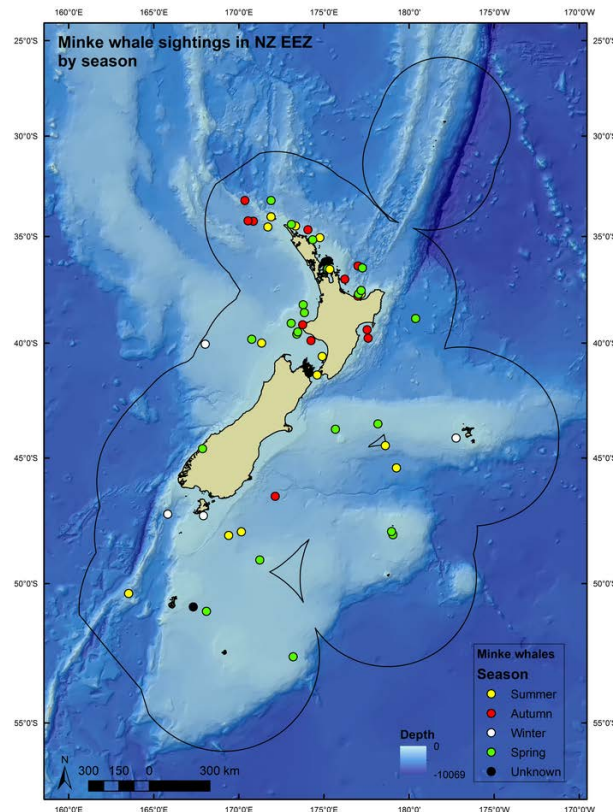 160°0'E 165°0'E 170°0'E 175°0'E 180°0' 175°0'W 170°0'W
Minke whale sightings in NZ EEZ
by season
25°0'S 25°0'S
30°0'S 30°0'S
35°0'S 35°0'S
40°0'S 40°0'S
45°0'S 45°0'S
50°0'S 50°0'S
Minke whales
Season
Summer
Autumn
Winter
Spring
Unknown
55°0'S 55°0'S
Depth
0
-10069
N
300 150 0 300 km
160°0'E 165°0'E 170°0'E 175°0'E 180°0' 175°0'W 170°0'W